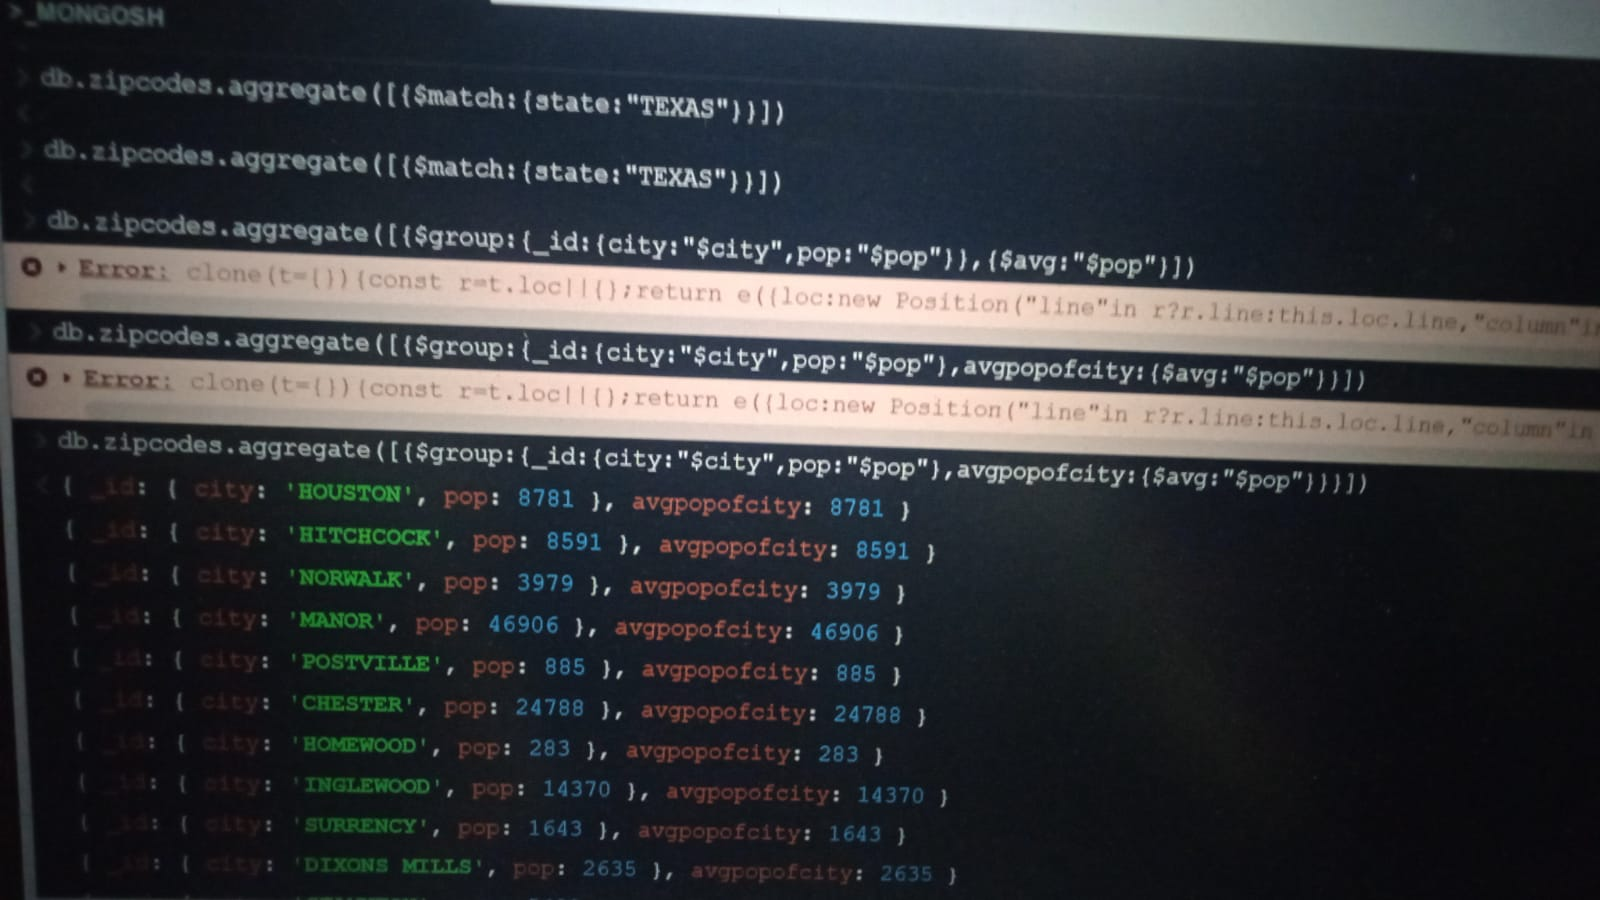 >_MONGOSH
> db.zipcodes.aggregate([{$match:{state:"TEXAS"}}])
<
> db.zipcodes.aggregate([{$match:{state:"TEXAS"}}])
<
> db.zipcodes.aggregate([{$group:{_id:{city:"$city",pop:"$pop"}},{$avg:"$pop"}])
Error: clone(t={}){const r=t.loc||{};return e({loc:new Position("line"in r?r.line:this.loc.line,"column"in
> db.zipcodes.aggregate([{$group:{_id:{city:"$city",pop:"$pop"},avgpopofcity:{$avg:"$pop"}}])
Error: clone(t={}){const r=t.loc||{};return e({loc:new Position("line"in r?r.line:this.loc.line,"column"in
> db.zipcodes.aggregate([{$group:{_id:{city:"$city",pop:"$pop"},avgpopofcity:{$avg:"$pop"}}}])
< { _id: { city: 'HOUSTON', pop: 8781 }, avgpopofcity: 8781 }
{ _id: { city: 'HITCHCOCK', pop: 8591 }, avgpopofcity: 8591 }
{ _id: { city: 'NORWALK', pop: 3979 }, avgpopofcity: 3979 }
{ _id: { city: 'MANOR', pop: 46906 }, avgpopofcity: 46906 }
{ _id: { city: 'POSTVILLE', pop: 885 }, avgpopofcity: 885 }
{ _id: { city: 'CHESTER', pop: 24788 }, avgpopofcity: 24788 }
{ _id: { city: 'HOMEWOOD', pop: 283 }, avgpopofcity: 283 }
{ _id: { city: 'INGLEWOOD', pop: 14370 }, avgpopofcity: 14370 }
{ _id: { city: 'SURRENCY', pop: 1643 }, avgpopofcity: 1643 }
{ _id: { city: 'DIXONS MILLS', pop: 2635 }, avgpopofcity: 2635 }